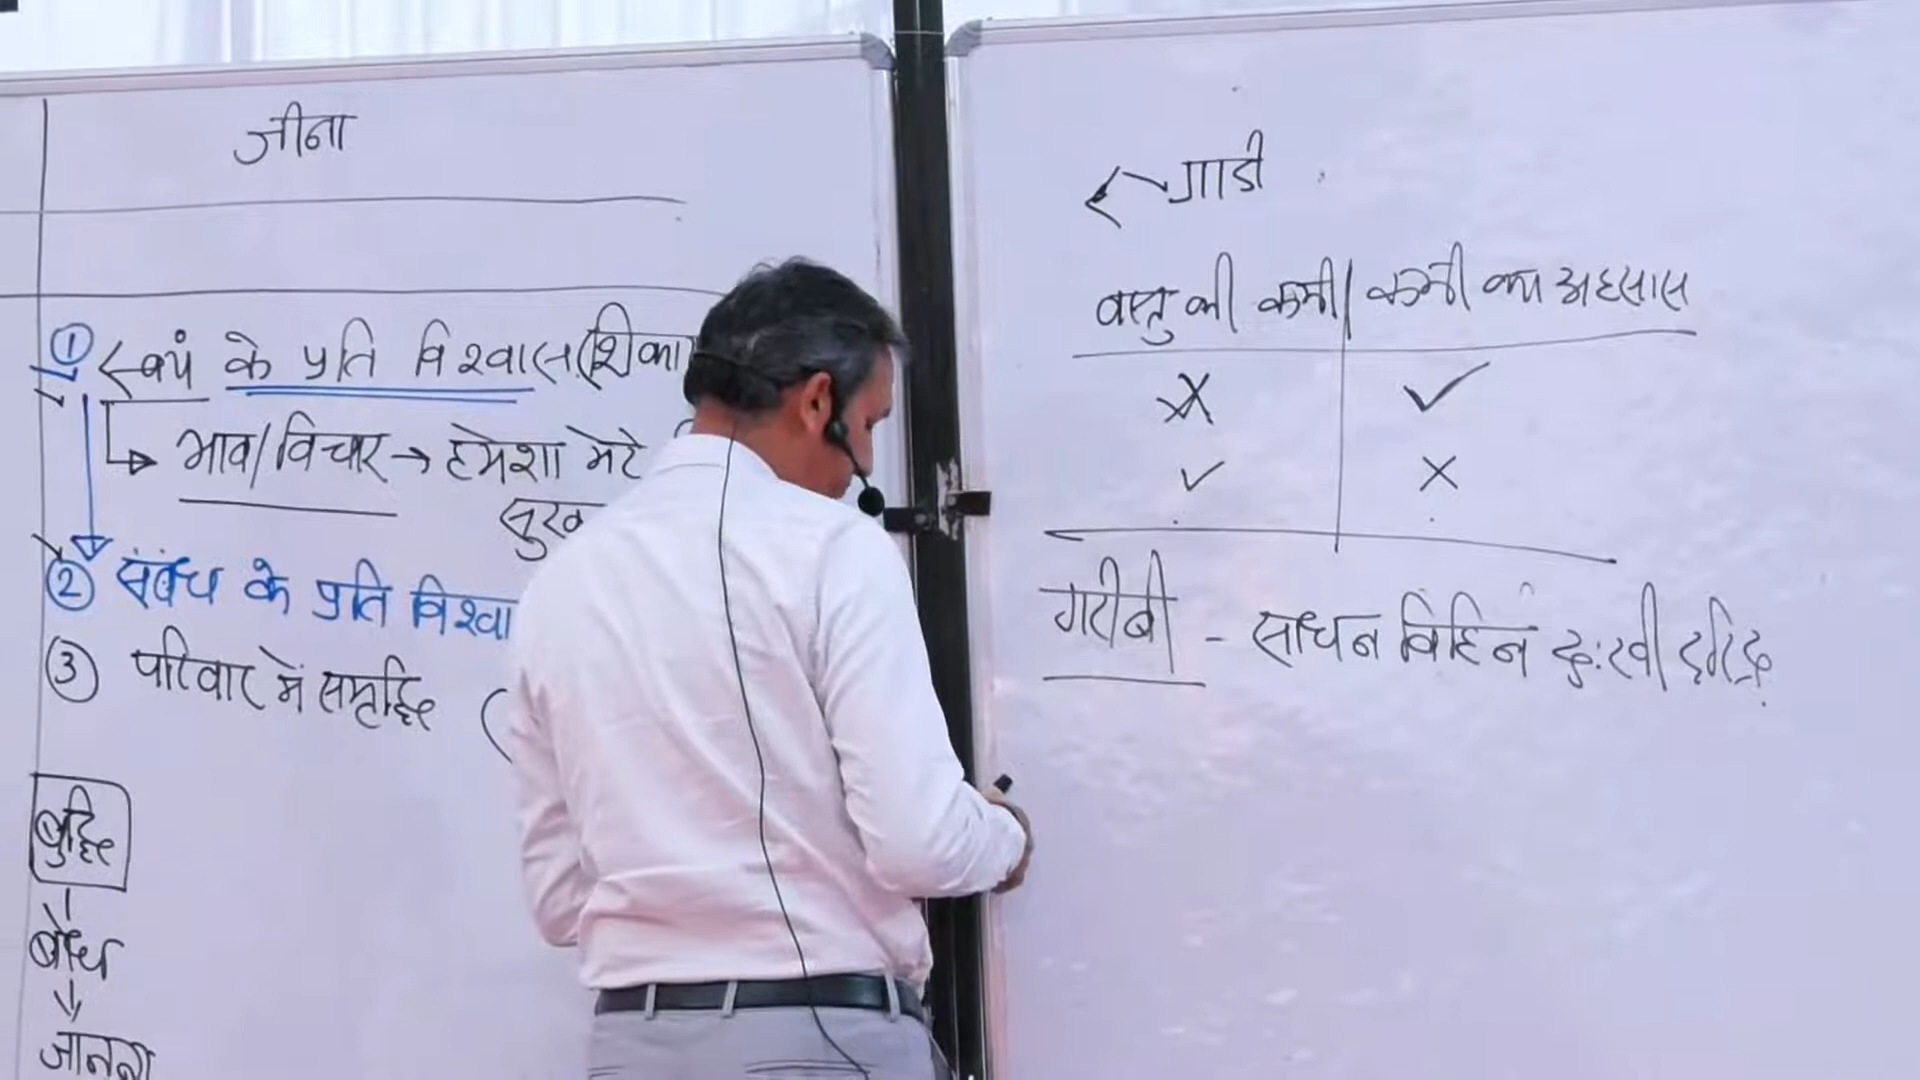 जीना
① स्वयं के प्रति विश्वास (शिका
भाव/विचार → हमेशा मेरे
सुख
② संबंध के प्रति विश्वा
③ परिवार में समृद्धि (
बुद्धि
बोध
↓
जानना
गाडी
वस्तु की कमी / कमी का अहसास
✗ ✓
✓ ✗
गरीबी - साधन विहिन दुःखी दरिद्र